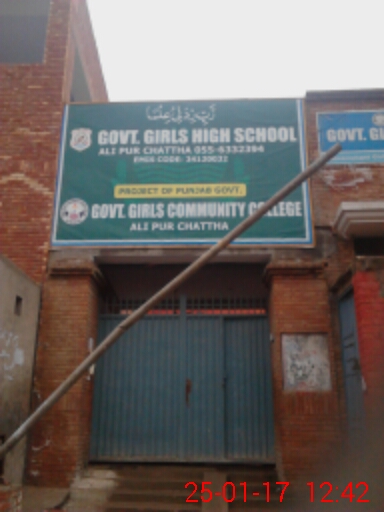 رَبِّ زِدْنِي عِلْمًا
GOVT. GIRLS HIGH SCHOOL
ALI PUR CHATTHA 055-6332394
EMIS CODE: 34130032
PROJECT OF PUNJAB GOVT.
GOVT. GIRLS COMMUNITY COLLEGE
ALI PUR CHATTHA
GOVT. GI
25-01-17 12:42